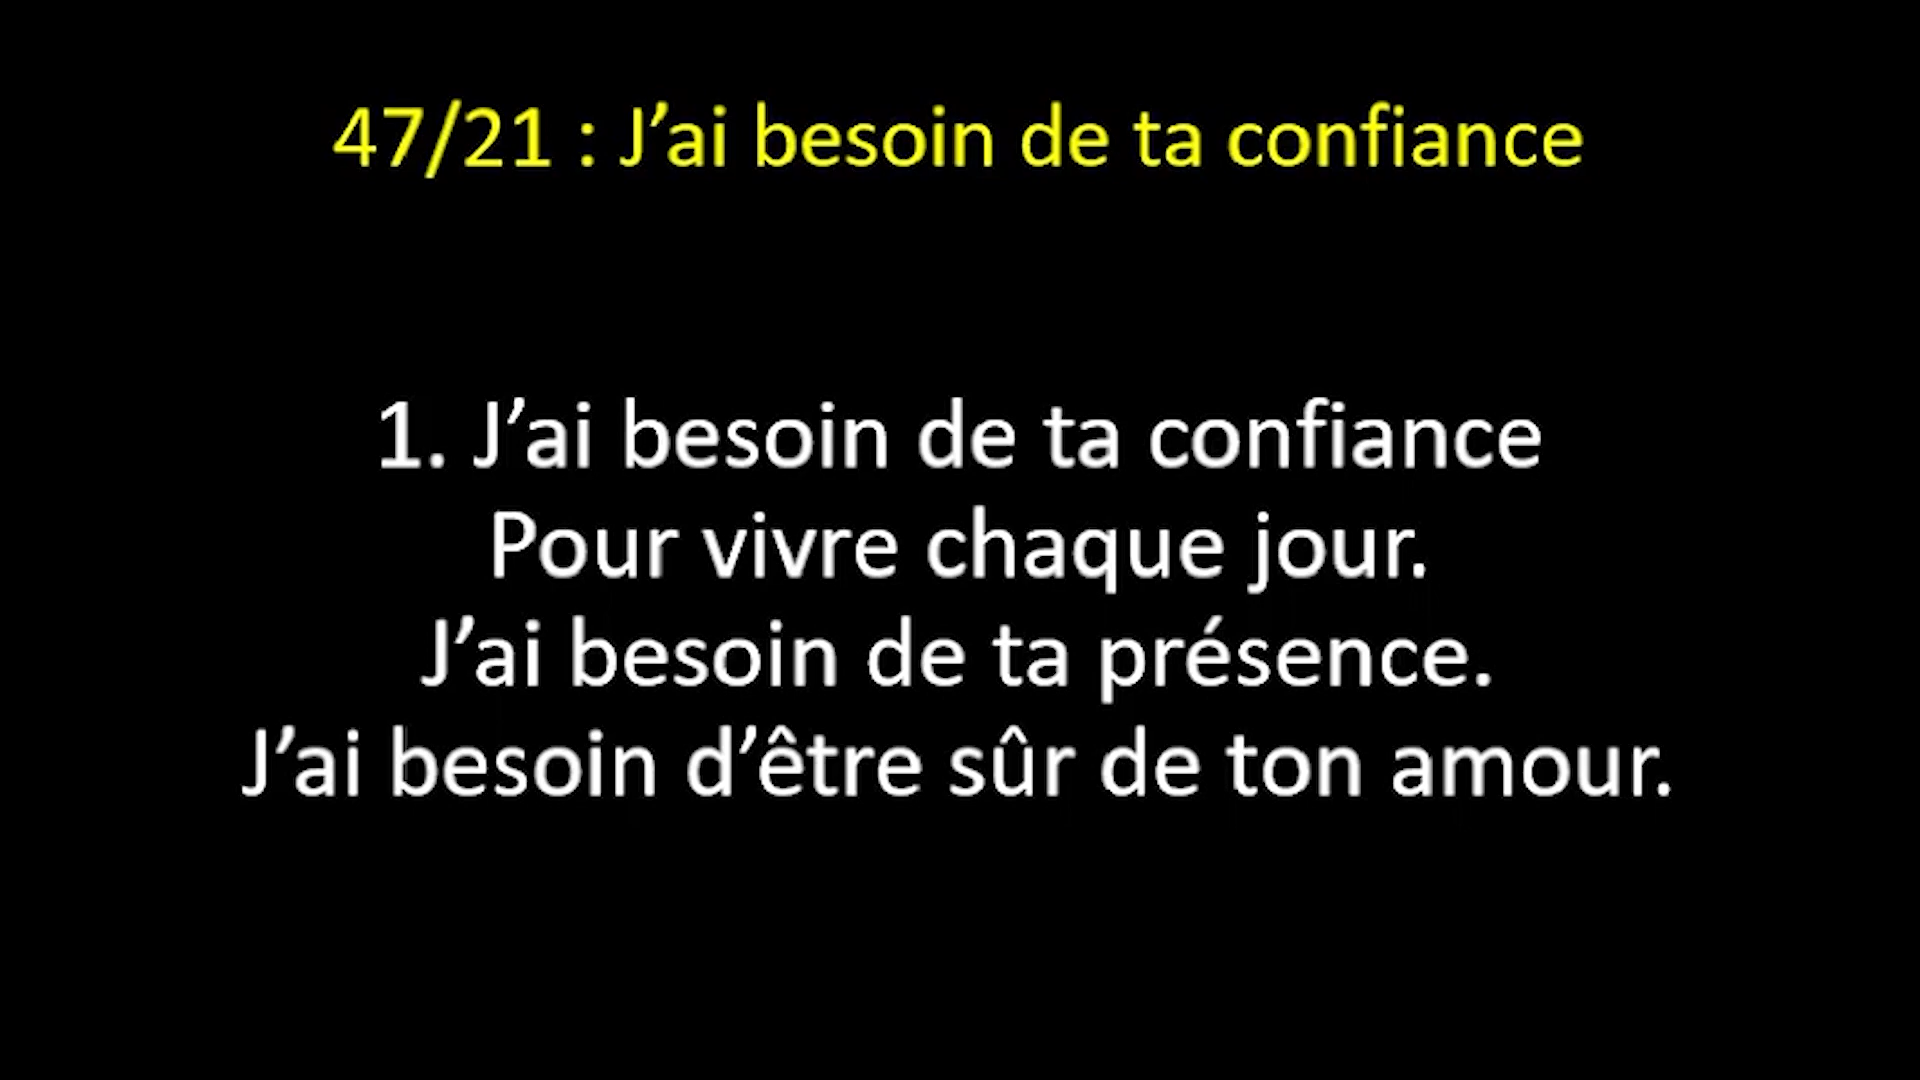 47/21 : J’ai besoin de ta confiance
1. J’ai besoin de ta confiance
Pour vivre chaque jour.
J’ai besoin de ta présence.
J’ai besoin d’être sûr de ton amour.